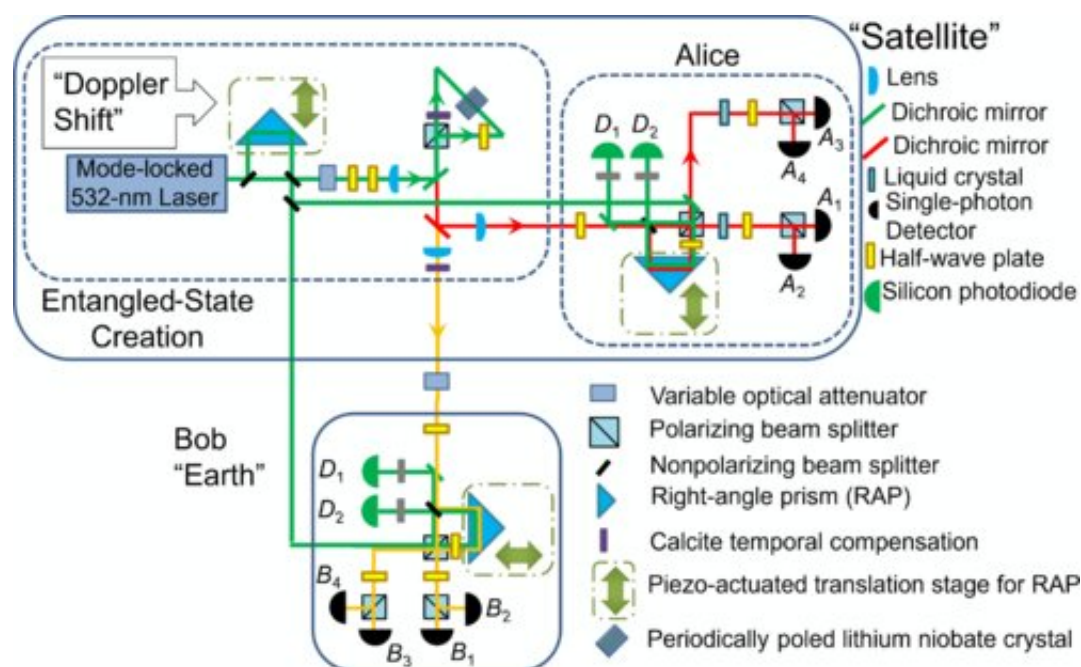 “Satellite”
Alice
“Doppler
Shift”
Mode-locked
532-nm Laser
Entangled-State
Creation
D1
D2
A3
A4
A1
A2
Lens
Dichroic mirror
Dichroic mirror
Liquid crystal
Single-photon
Detector
Half-wave plate
Silicon photodiode
Bob
“Earth”
D1
D2
B4
B3
B1
B2
Variable optical attenuator
Polarizing beam splitter
Nonpolarizing beam splitter
Right-angle prism (RAP)
Calcite temporal compensation
Piezo-actuated translation stage for RAP
Periodically poled lithium niobate crystal